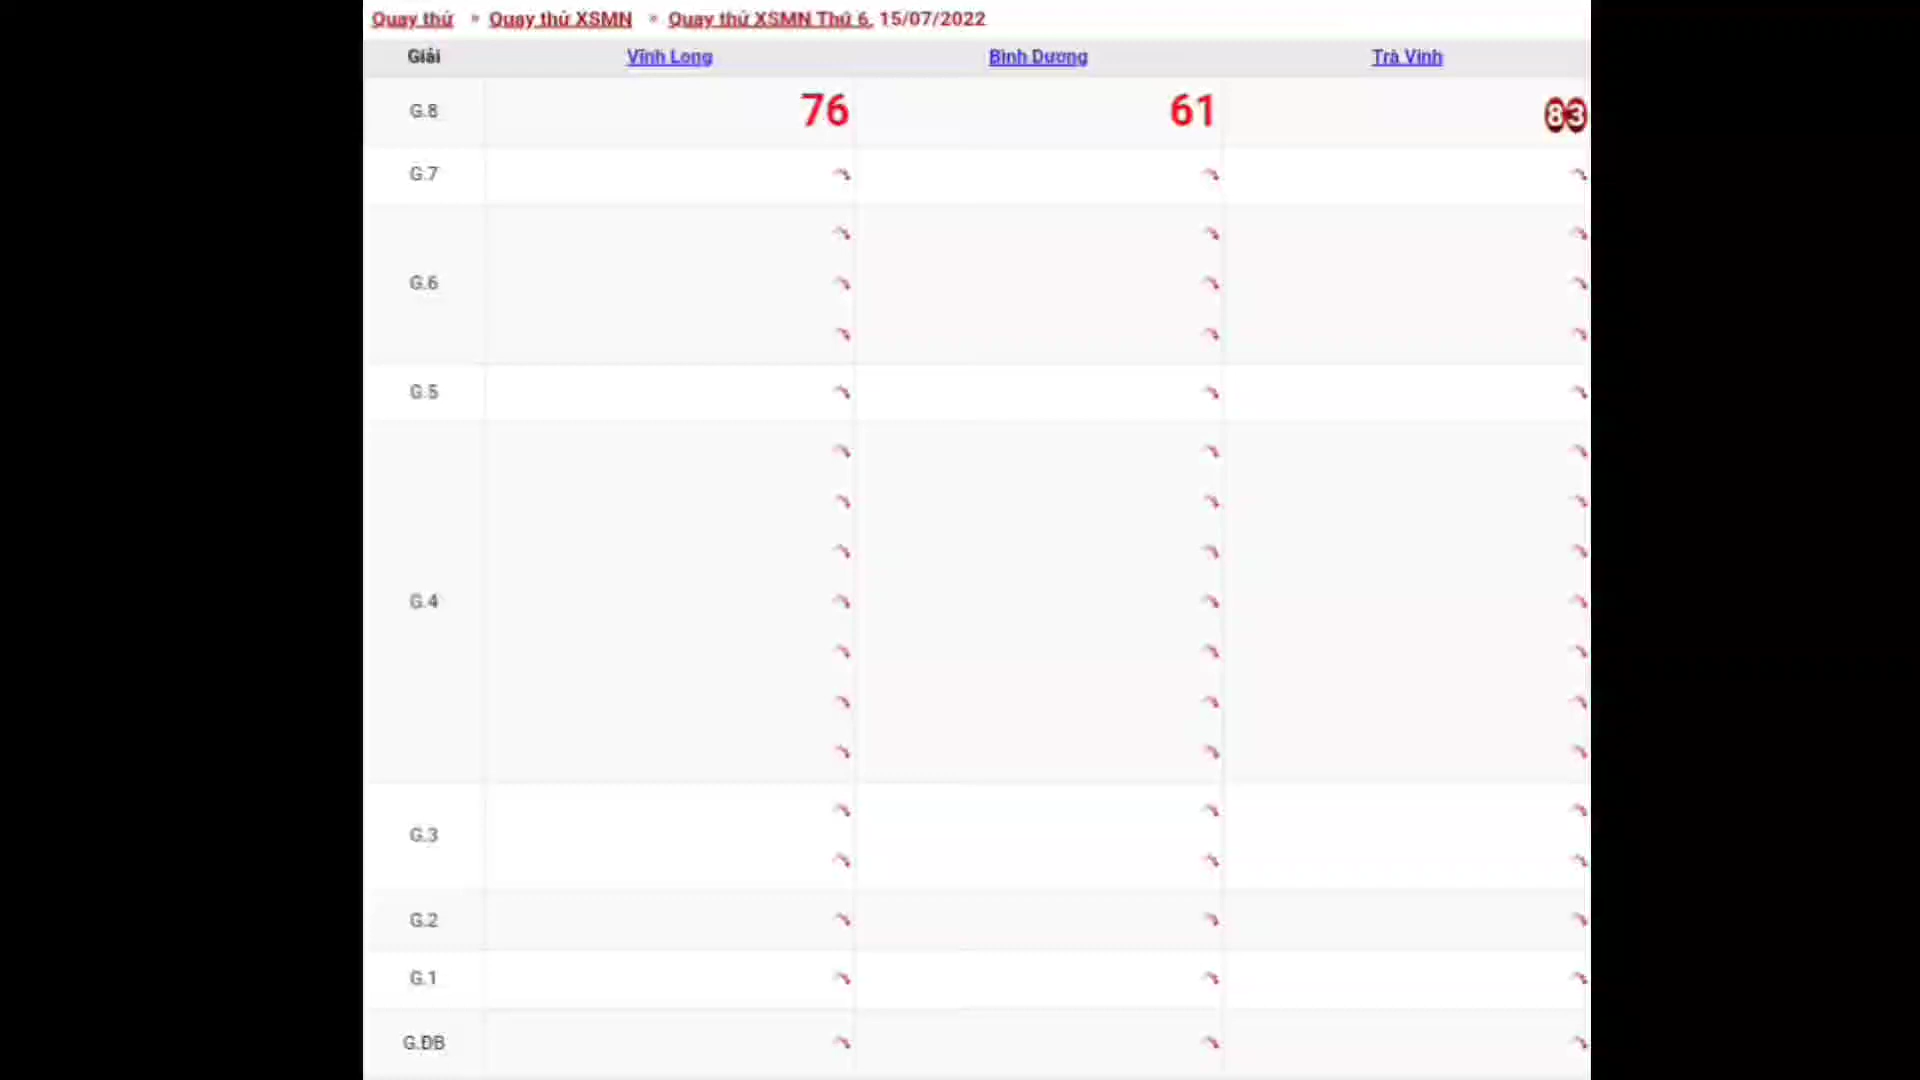 Quay thử » Quay thử XSMN » Quay thử XSMN Thứ 6, 15/07/2022
Giải Vĩnh Long Bình Dương Trà Vinh
G.8 76 61 83
G.7
G.6
G.5
G.4
G.3
G.2
G.1
G.ĐB